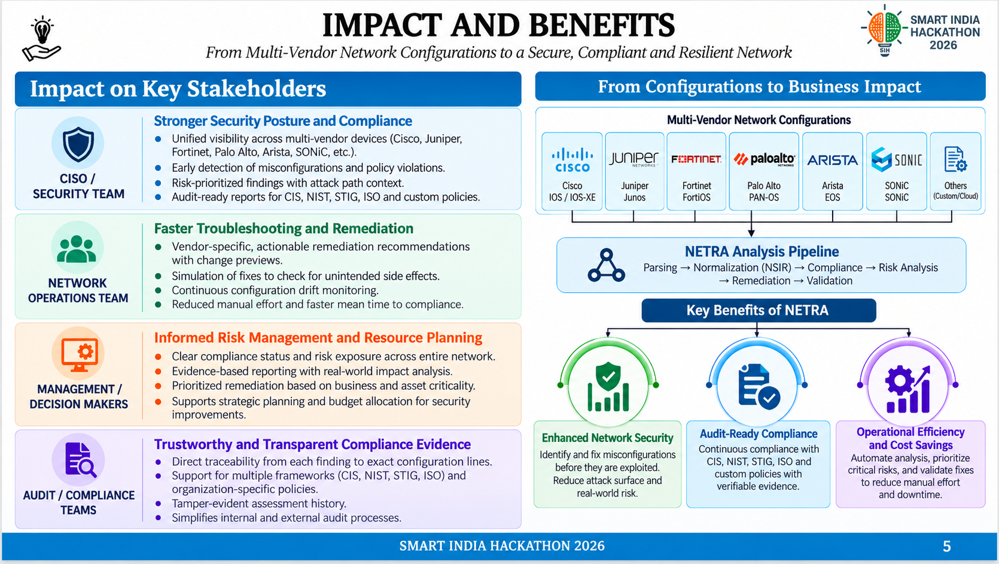 IMPACT AND BENEFITS
From Multi-Vendor Network Configurations to a Secure, Compliant and Resilient Network
SIH
SMART INDIA
HACKATHON
2026
Impact on Key Stakeholders
CISO /
SECURITY TEAM
Stronger Security Posture and Compliance
● Unified visibility across multi-vendor devices (Cisco, Juniper,
Fortinet, Palo Alto, Arista, SONiC, etc.).
● Early detection of misconfigurations and policy violations.
● Risk-prioritized findings with attack path context.
● Audit-ready reports for CIS, NIST, STIG, ISO and custom policies.
NETWORK
OPERATIONS TEAM
Faster Troubleshooting and Remediation
● Vendor-specific, actionable remediation recommendations
with change previews.
● Simulation of fixes to check for unintended side effects.
● Continuous configuration drift monitoring.
● Reduced manual effort and faster mean time to compliance.
MANAGEMENT /
DECISION MAKERS
Informed Risk Management and Resource Planning
● Clear compliance status and risk exposure across entire network.
● Evidence-based reporting with real-world impact analysis.
● Prioritized remediation based on business and asset criticality.
● Supports strategic planning and budget allocation for security
improvements.
AUDIT / COMPLIANCE
TEAMS
Trustworthy and Transparent Compliance Evidence
● Direct traceability from each finding to exact configuration lines.
● Support for multiple frameworks (CIS, NIST, STIG, ISO) and
organization-specific policies.
● Tamper-evident assessment history.
● Simplifies internal and external audit processes.
From Configurations to Business Impact
Multi-Vendor Network Configurations
CISCO
Cisco
IOS / IOS-XE
JUNIPER
NETWORKS
Juniper
Junos
FORTINET
Fortinet
FortiOS
paloalto
NETWORKS
Palo Alto
PAN-OS
ARISTA
Arista
EOS
SONIC
SONiC
SONiC
Others
(Custom/Cloud)
NETRA Analysis Pipeline
Parsing → Normalization (NSIR) → Compliance → Risk Analysis
→ Remediation → Validation
Key Benefits of NETRA
Enhanced Network Security
Identify and fix misconfigurations
before they are exploited.
Reduce attack surface and
real-world risk.
Audit-Ready Compliance
Continuous compliance with
CIS, NIST, STIG, ISO and
custom policies with
verifiable evidence.
Operational Efficiency
and Cost Savings
Automate analysis, prioritize
critical risks, and validate fixes
to reduce manual effort
and downtime.
SMART INDIA HACKATHON 2026
5